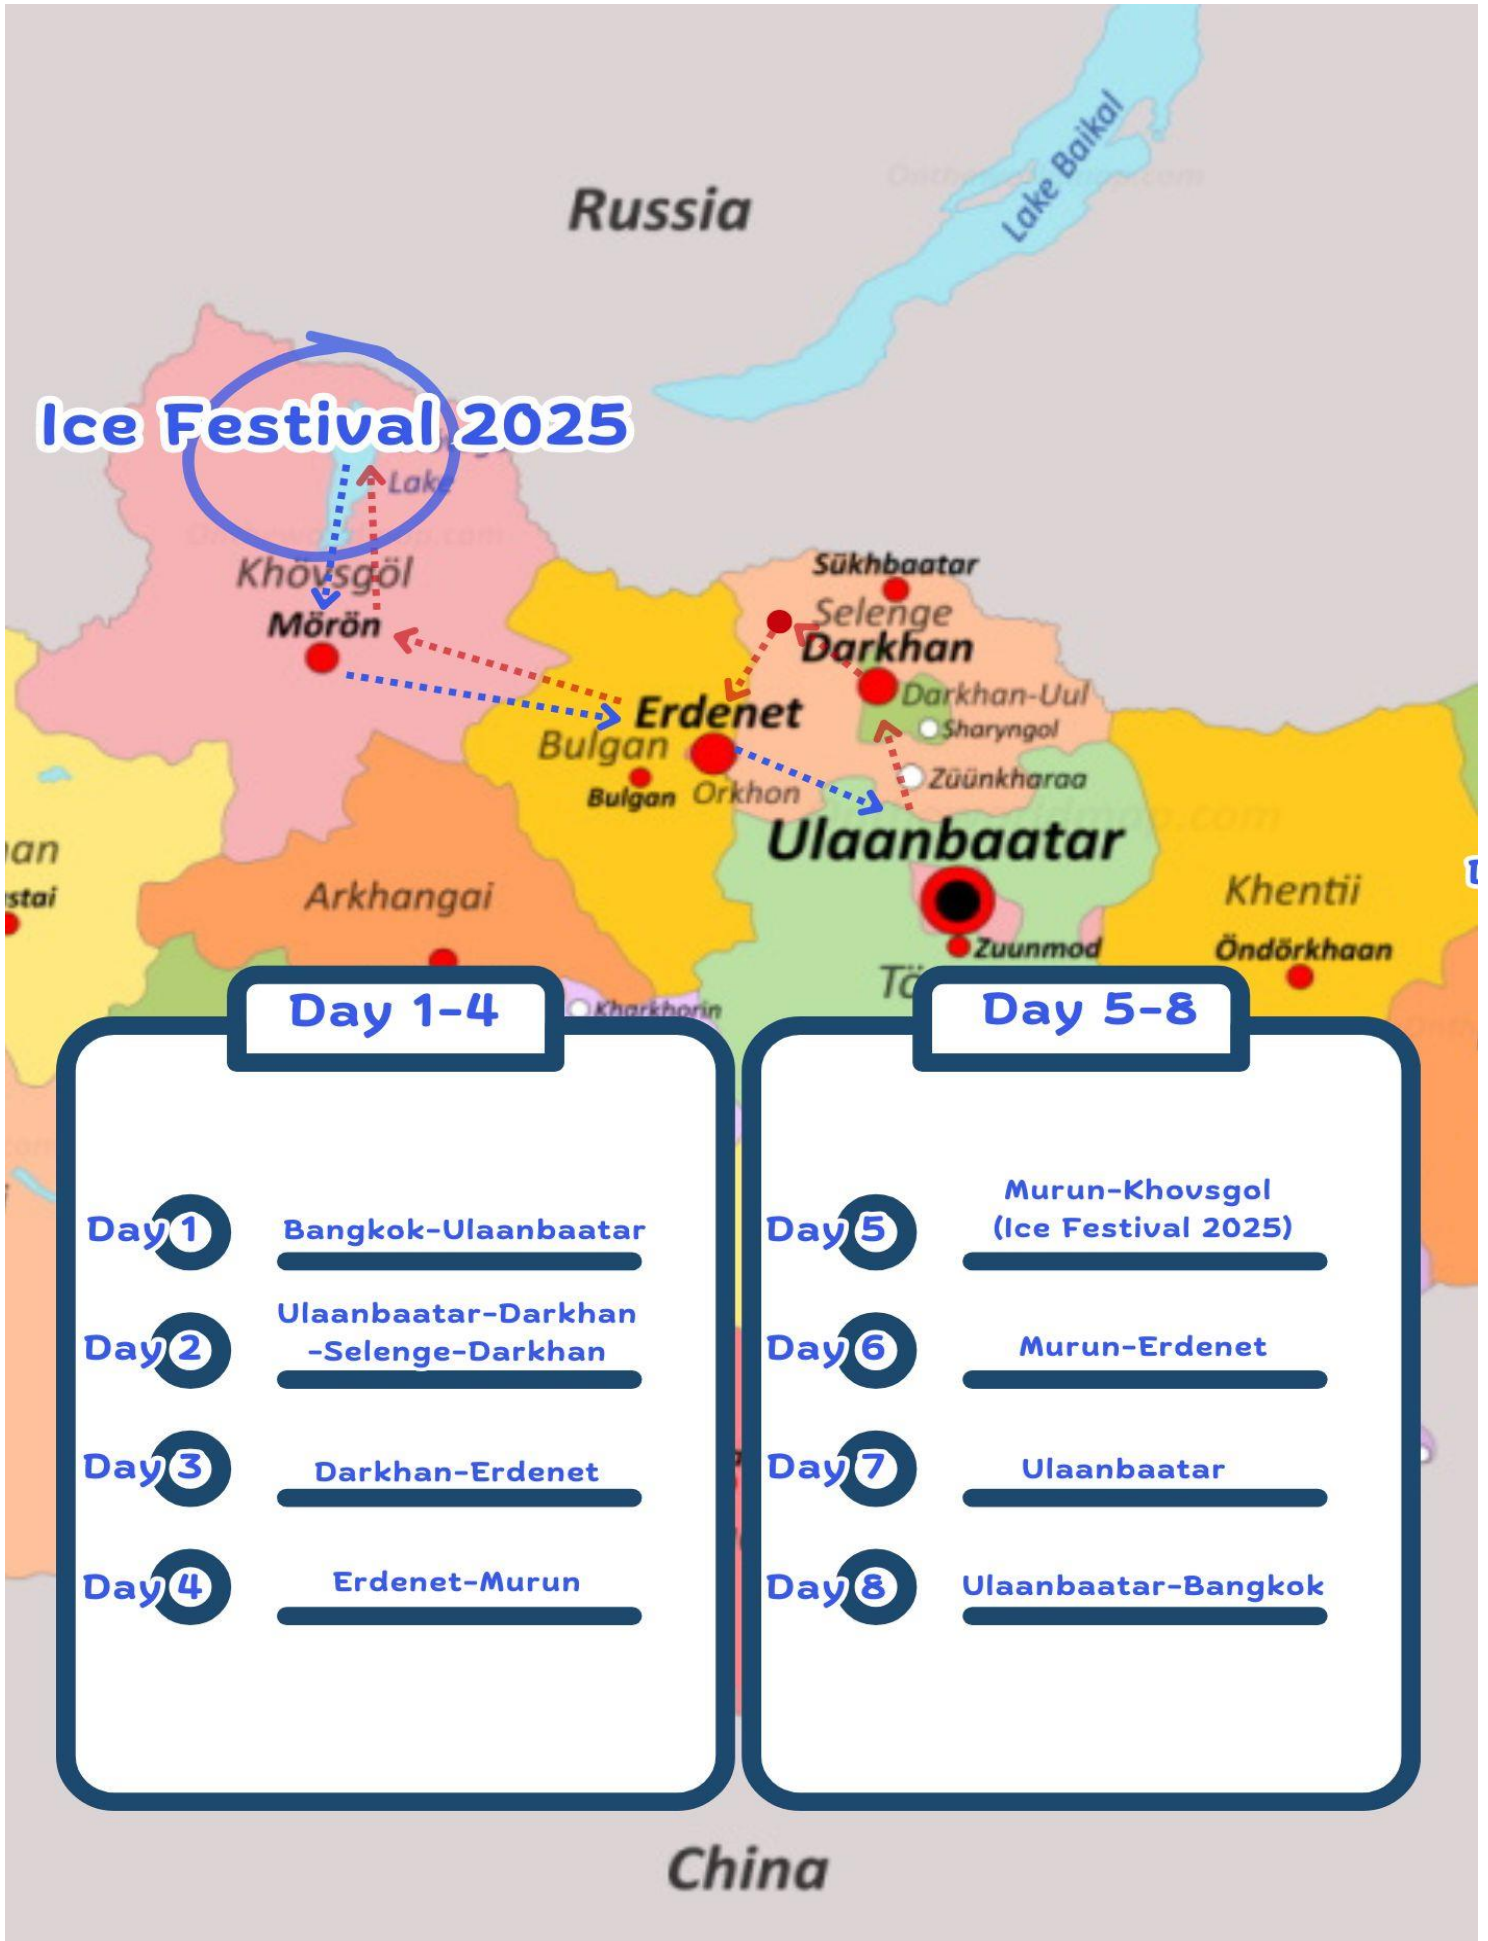 Lake Baikal
Russia
Ice Festival 2025
Lake
Khövsgöl
Mörön
Sükhbaatar
Selenge
Darkhan
Darkhan-Uul
Sharyngol
Züünkharaa
Erdenet
Bulgan
Bulgan
Orkhon
Ulaanbaatar
Zuunmod
Arkhangai
Khentii
Öndörkhaan
Kharkhorin
Day 1-4
Day 1
Bangkok-Ulaanbaatar
Day 2
Ulaanbaatar-Darkhan
-Selenge-Darkhan
Day 3
Darkhan-Erdenet
Day 4
Erdenet-Murun
Day 5-8
Day 5
Murun-Khovsgol
(Ice Festival 2025)
Day 6
Murun-Erdenet
Day 7
Ulaanbaatar
Day 8
Ulaanbaatar-Bangkok
China